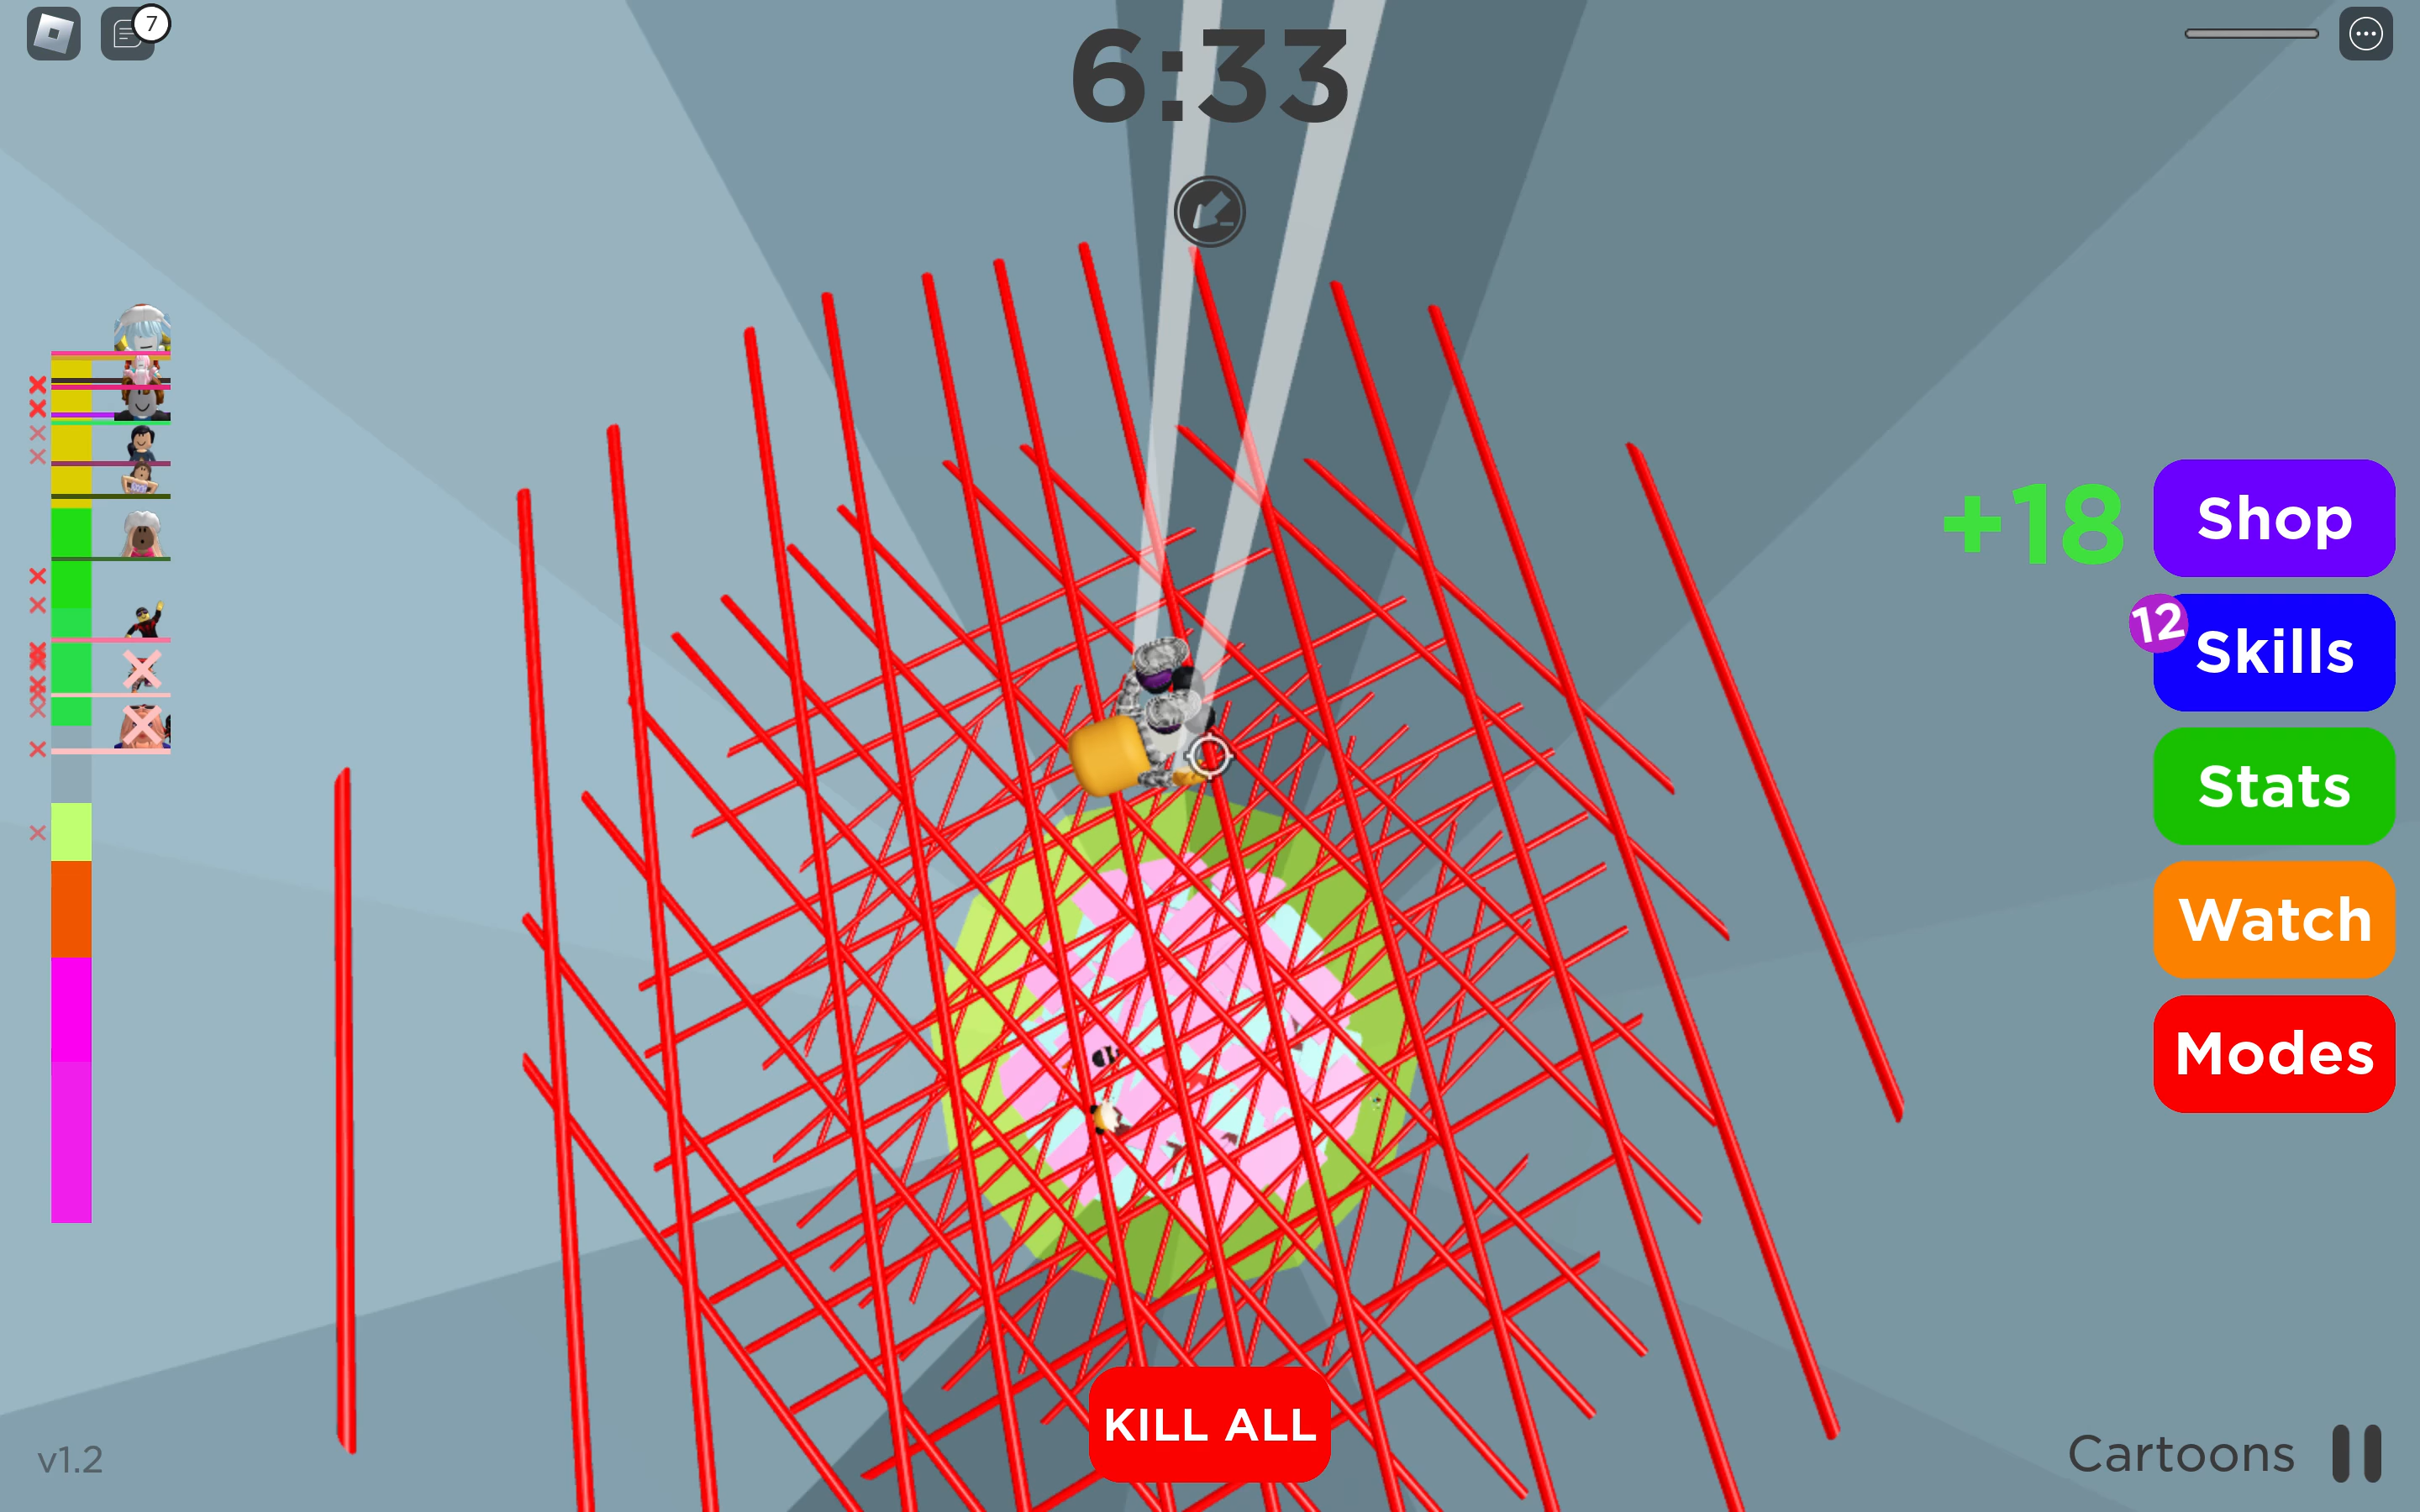 7
6:33
+18
Shop
12
Skills
Stats
Watch
Modes
KILL ALL
v1.2
Cartoons